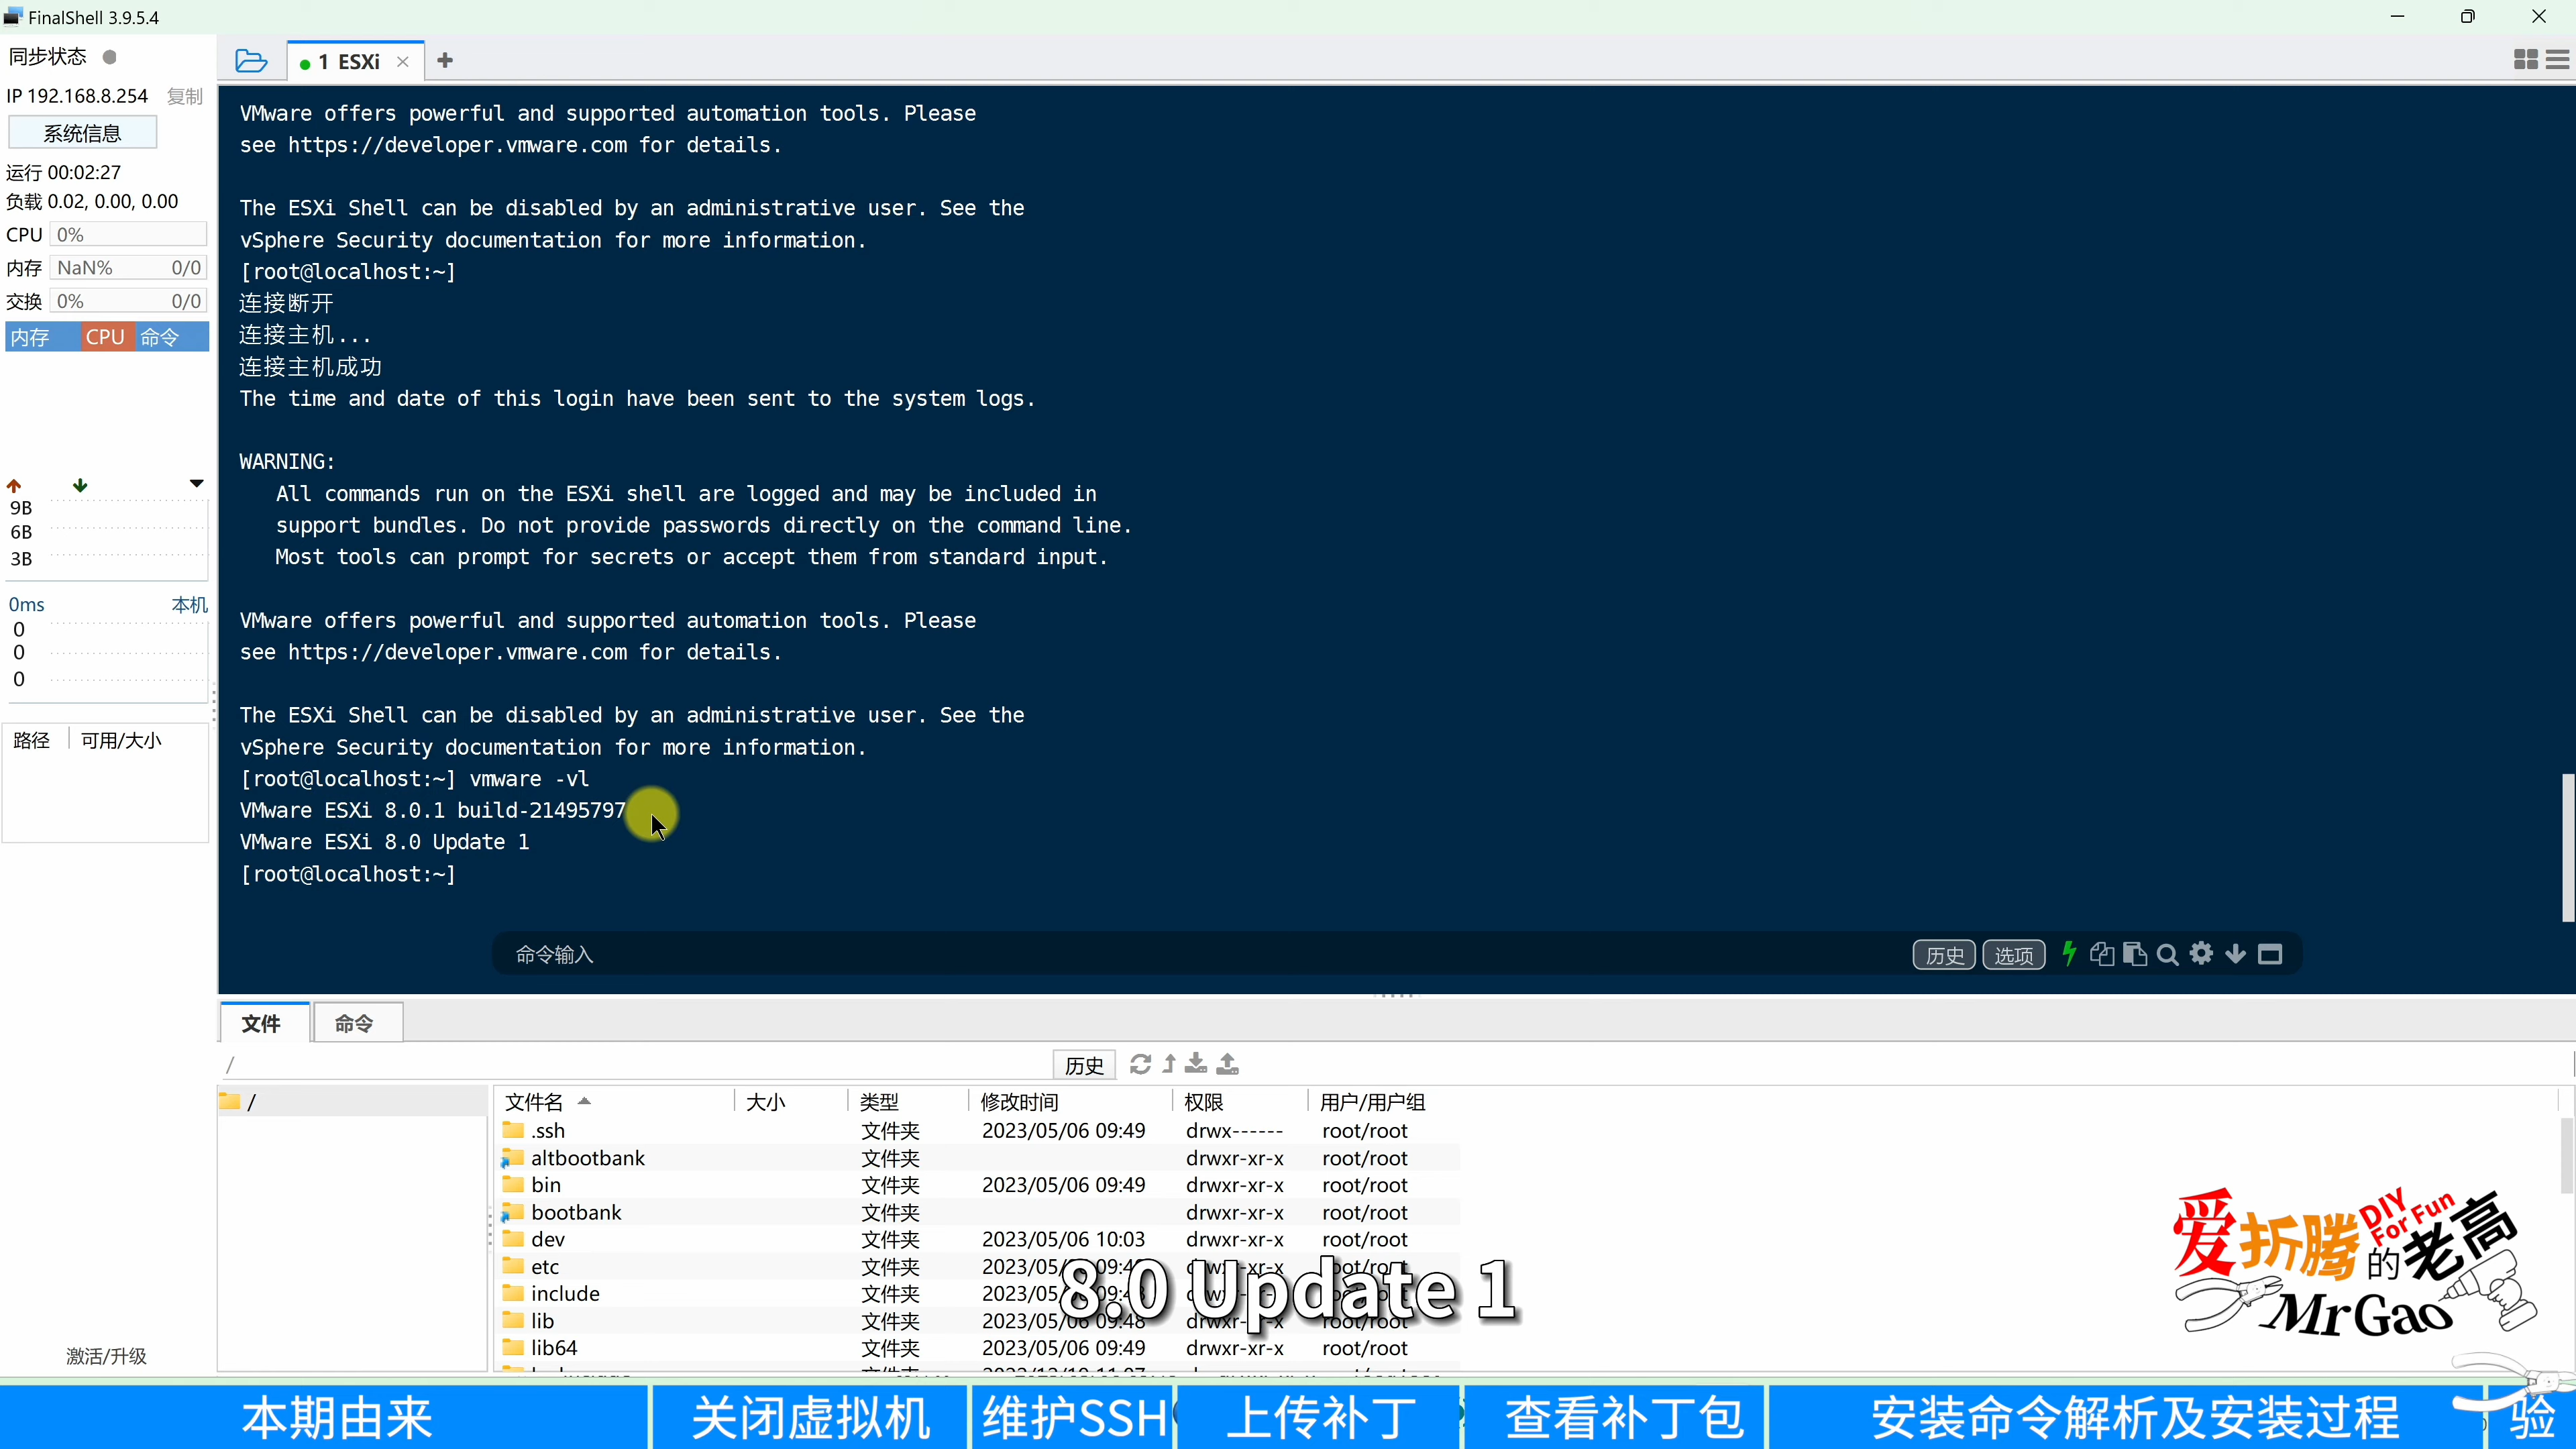 FinalShell 3.9.5.4
同步状态
1 ESXi
IP 192.168.8.254 复制
系统信息
运行 00:02:27
负载 0.02, 0.00, 0.00
CPU 0%
内存 NaN% 0/0
交换 0% 0/0
内存 CPU 命令
9B
6B
3B
0ms 本机
0
0
0
路径 可用/大小
激活/升级
VMware offers powerful and supported automation tools. Please
see https://developer.vmware.com for details.
The ESXi Shell can be disabled by an administrative user. See the
vSphere Security documentation for more information.
[root@localhost:~]
连接断开
连接主机...
连接主机成功
The time and date of this login have been sent to the system logs.
WARNING:
All commands run on the ESXi shell are logged and may be included in
support bundles. Do not provide passwords directly on the command line.
Most tools can prompt for secrets or accept them from standard input.
VMware offers powerful and supported automation tools. Please
see https://developer.vmware.com for details.
The ESXi Shell can be disabled by an administrative user. See the
vSphere Security documentation for more information.
[root@localhost:~] vmware -vl
VMware ESXi 8.0.1 build-21495797
VMware ESXi 8.0 Update 1
[root@localhost:~]
命令输入 历史 选项
文件 命令
/ 历史
/
文件名 大小 类型 修改时间 权限 用户/用户组
.ssh 文件夹 2023/05/06 09:49 drwx------ root/root
altbootbank 文件夹 drwxr-xr-x root/root
bin 文件夹 2023/05/06 09:49 drwxr-xr-x root/root
bootbank 文件夹 drwxr-xr-x root/root
dev 文件夹 2023/05/06 10:03 drwxr-xr-x root/root
etc 文件夹
include 文件夹
lib 文件夹 2023/05/06 09:48 root/root
lib64 文件夹 2023/05/06 09:49 drwxr-xr-x root/root
8.0 Update 1
爱折腾的老高
DIY For Fun
MrGao
本期由来 关闭虚拟机 维护SSH 上传补丁 查看补丁包 安装命令解析及安装过程 验